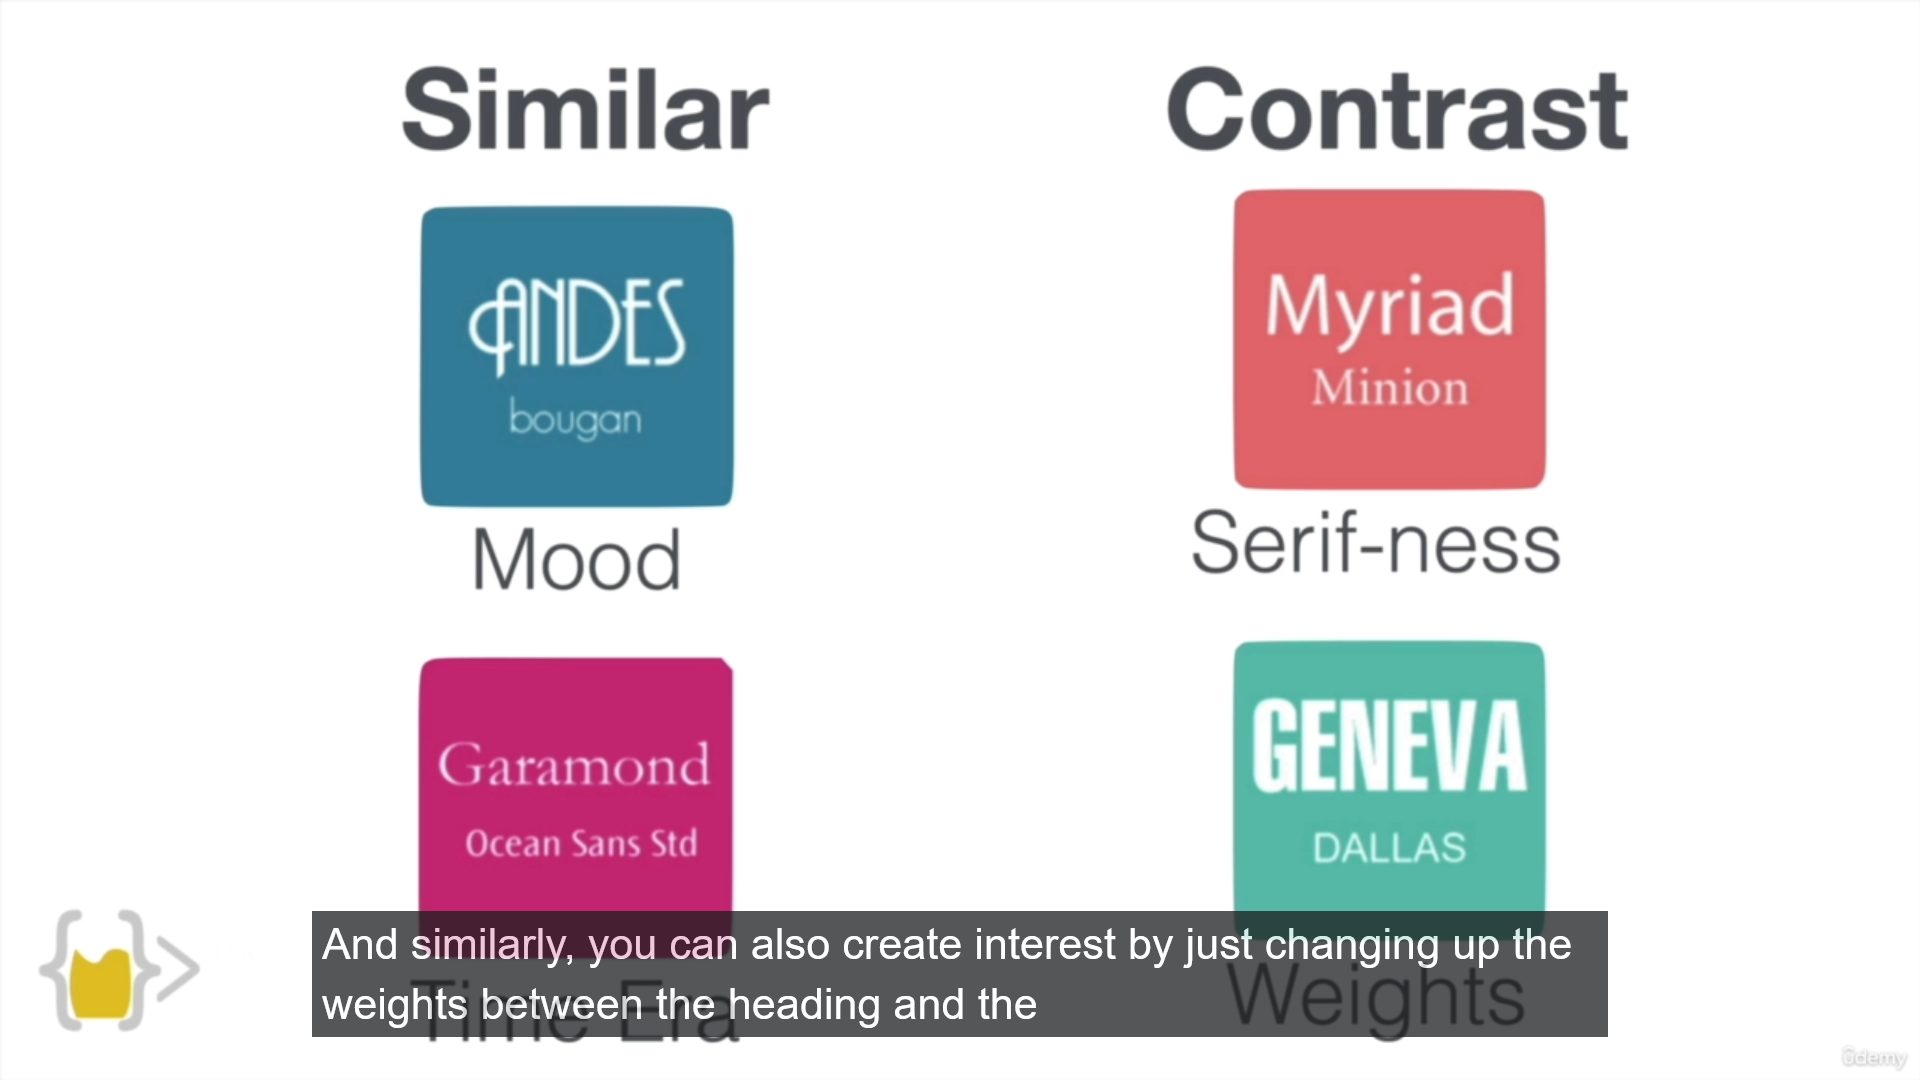 Similar
Contrast
ANDES
bougan
Mood
Myriad
Minion
Serif-ness
Garamond
Ocean Sans Std
Time Era
GENEVA
DALLAS
Weights
And similarly, you can also create interest by just changing up the
weights between the heading and the
ûdemy